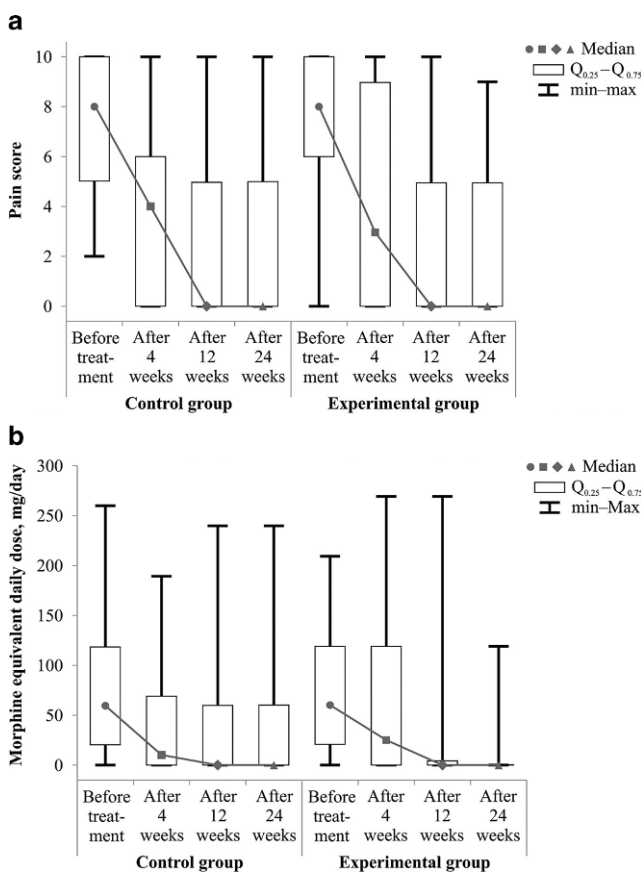 a
10
8
6
4
2
0
Pain score
Median
Q0.25–Q0.75
min–max
Before treat-ment
After 4 weeks
After 12 weeks
After 24 weeks
Before treat-ment
After 4 weeks
After 12 weeks
After 24 weeks
Control group
Experimental group
b
300
250
200
150
100
50
0
Morphine equivalent daily dose, mg/day
Median
Q0.25–Q0.75
min–Max
Before treat-ment
After 4 weeks
After 12 weeks
After 24 weeks
Before treat-ment
After 4 weeks
After 12 weeks
After 24 weeks
Control group
Experimental group